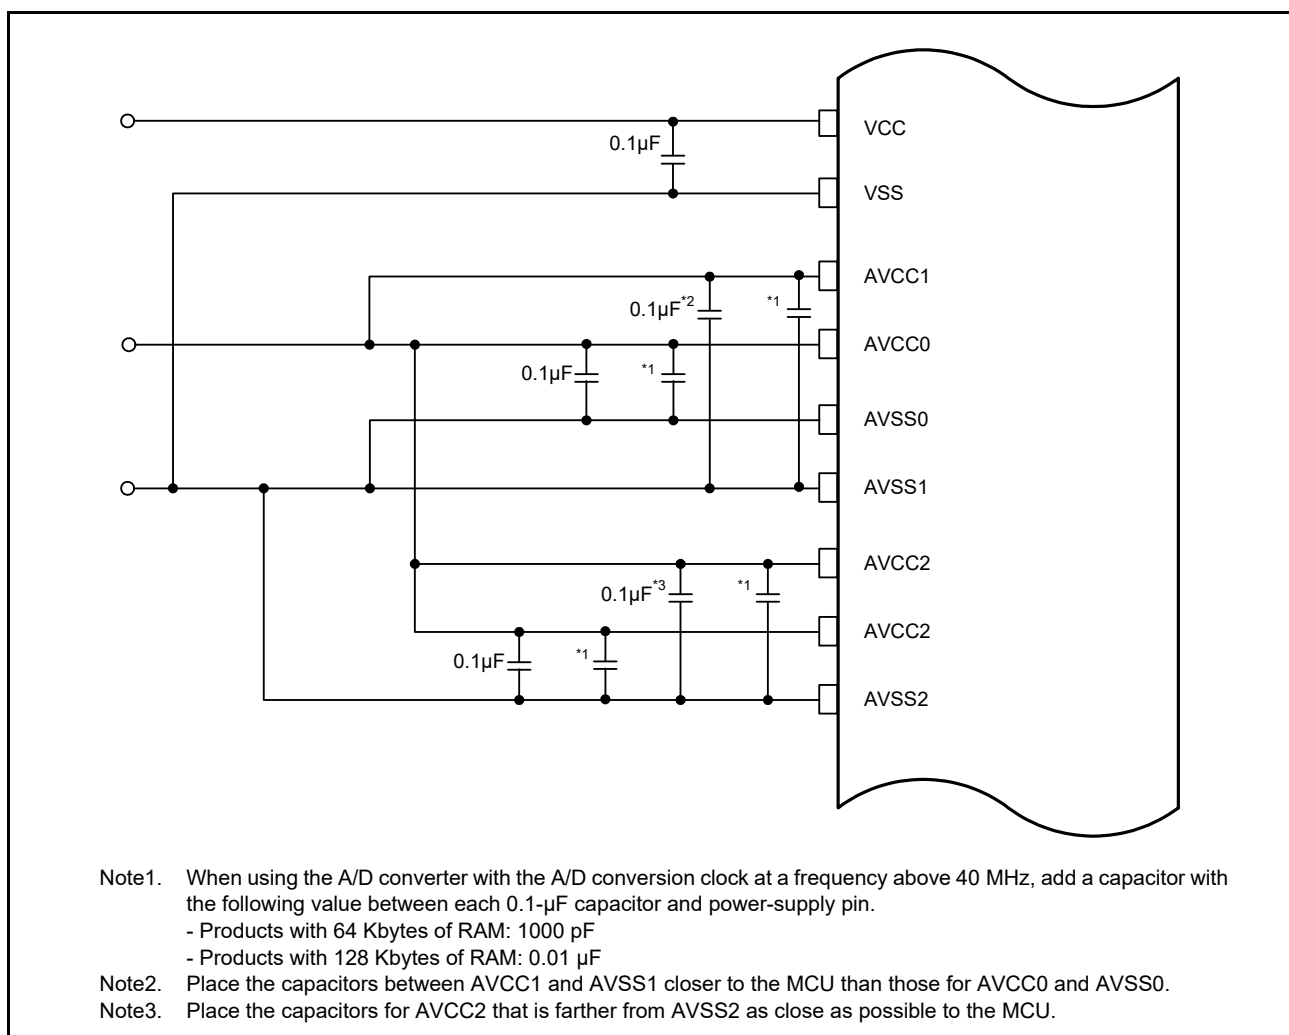 VCC
0.1µF
VSS
AVCC1
0.1µF*2
*1
AVCC0
0.1µF
*1
AVSS0
AVSS1
AVCC2
0.1µF*3
*1
AVCC2
0.1µF
*1
AVSS2
Note1. When using the A/D converter with the A/D conversion clock at a frequency above 40 MHz, add a capacitor with
the following value between each 0.1-µF capacitor and power-supply pin.
- Products with 64 Kbytes of RAM: 1000 pF
- Products with 128 Kbytes of RAM: 0.01 µF
Note2. Place the capacitors between AVCC1 and AVSS1 closer to the MCU than those for AVCC0 and AVSS0.
Note3. Place the capacitors for AVCC2 that is farther from AVSS2 as close as possible to the MCU.